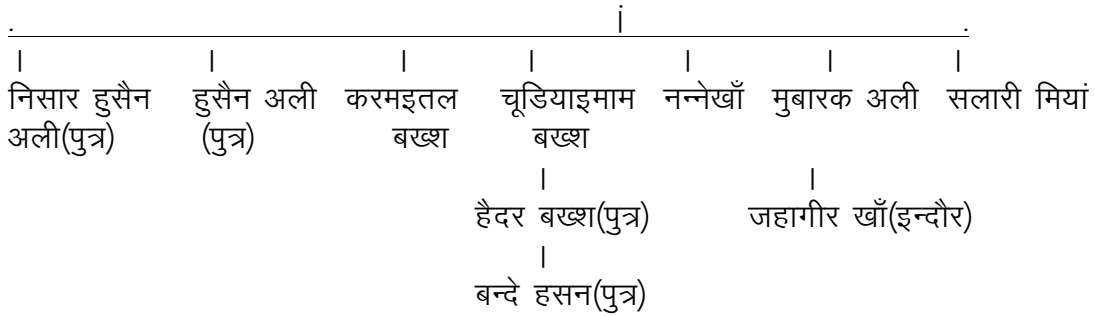 निसार हुसैन हुसैन अली करमइतल चूडियाइमाम नन्नेखाँ मुबारक अली सलारी मियां
अली(पुत्र) (पुत्र) बख्श बख्श
हैदर बख्श(पुत्र) जहागीर खाँ(इन्दौर)
बन्दे हसन(पुत्र)